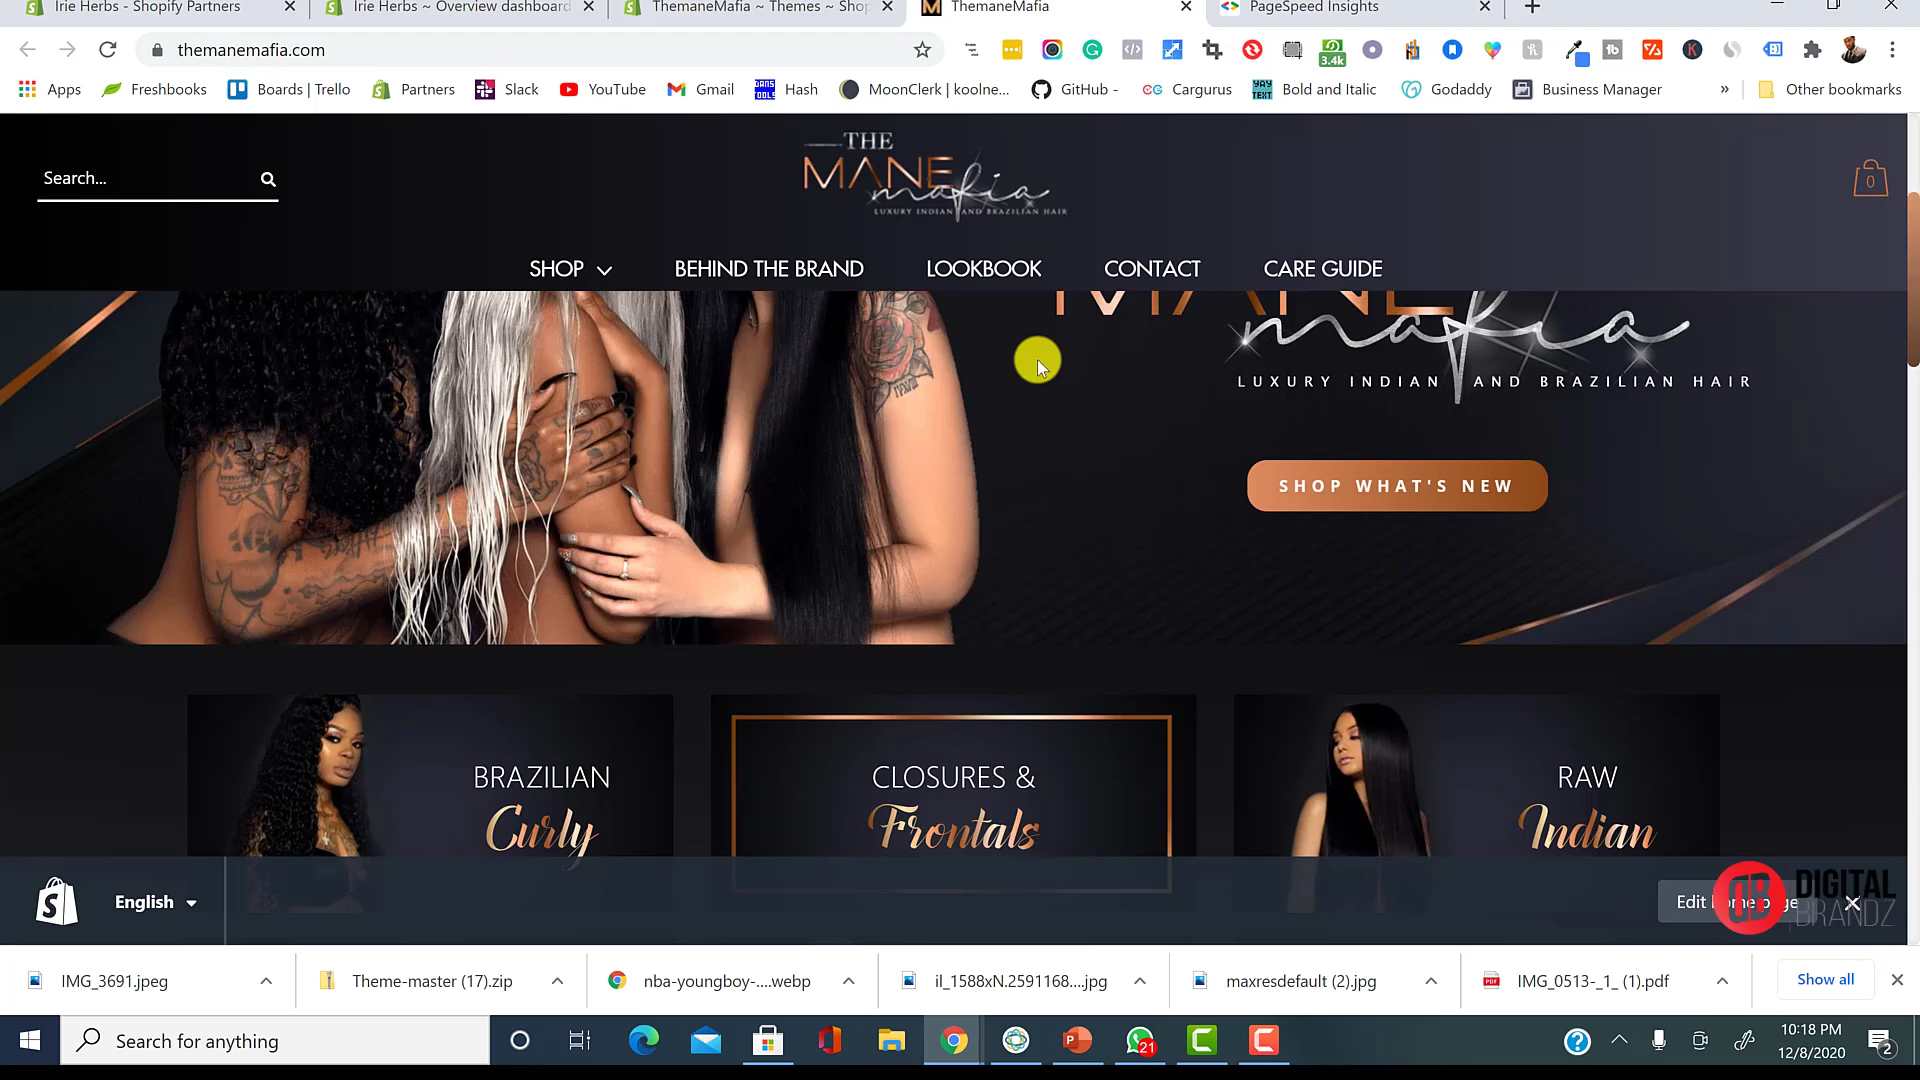 Irie Herbs - Shopify Partners
Irie Herbs ~ Overview dashboard
ThemaneMafia ~ Themes ~ Shop
ThemaneMafia
PageSpeed Insights
themanemafia.com
3.4k
Apps
Freshbooks
Boards | Trello
Partners
Slack
YouTube
Gmail
Hash
MoonClerk | koolne...
GitHub -
Cargurus
Bold and Italic
Godaddy
Business Manager
»
Other bookmarks
Search...
THE
MANE
mafia
LUXURY INDIAN AND BRAZILIAN HAIR
0
SHOP
BEHIND THE BRAND
LOOKBOOK
CONTACT
CARE GUIDE
MANE
mafia
LUXURY INDIAN AND BRAZILIAN HAIR
SHOP WHAT'S NEW
BRAZILIAN
Curly
CLOSURES &
Frontals
RAW
Indian
English
DIGITAL
BRANDZ
IMG_3691.jpeg
Theme-master (17).zip
nba-youngboy-....webp
il_1588xN.2591168....jpg
maxresdefault (2).jpg
IMG_0513-_1_ (1).pdf
Show all
Search for anything
21
10:18 PM
12/8/2020
2